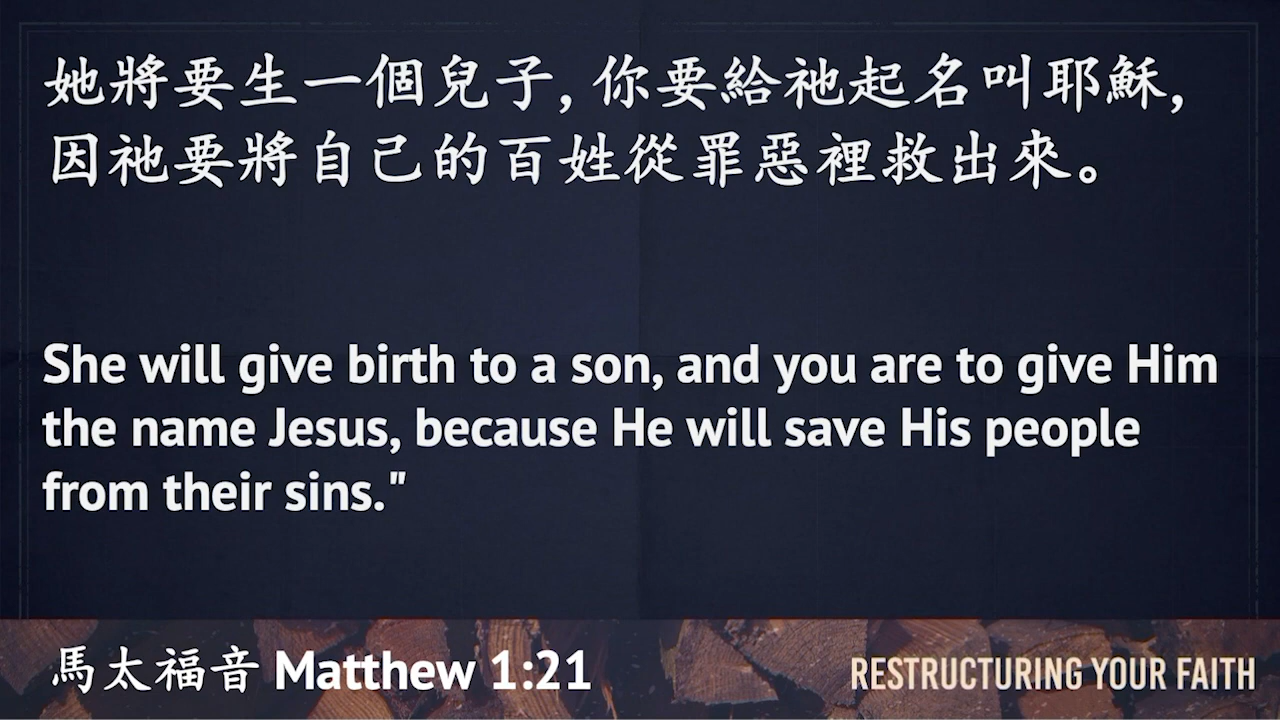 她將要生一個兒子, 你要給祂起名叫耶穌,
因祂要將自己的百姓從罪惡裡救出來。
She will give birth to a son, and you are to give Him
the name Jesus, because He will save His people
from their sins."
馬太福音 Matthew 1:21
RESTRUCTURING YOUR FAITH